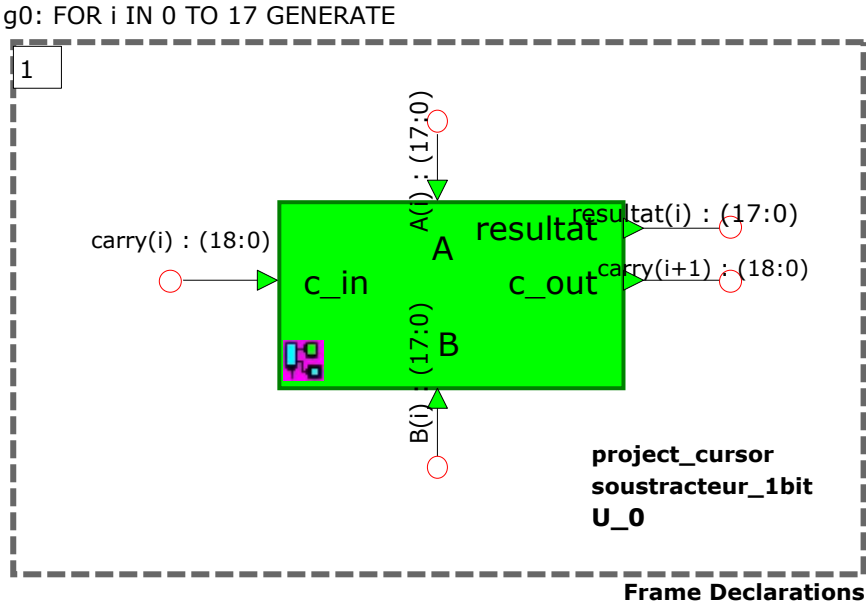 g0: FOR i IN 0 TO 17 GENERATE
1
A(i) : (17:0)
resultat(i) : (17:0)
carry(i) : (18:0)
resultat
A
carry(i+1) : (18:0)
c_in
c_out
B
B(i) : (17:0)
project_cursor
soustracteur_1bit
U_0
Frame Declarations